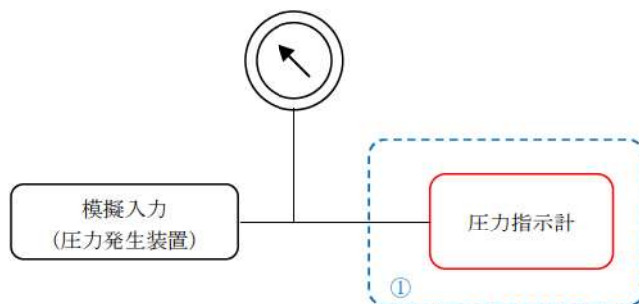 模擬入力
（圧力発生装置）
圧力指示計
①